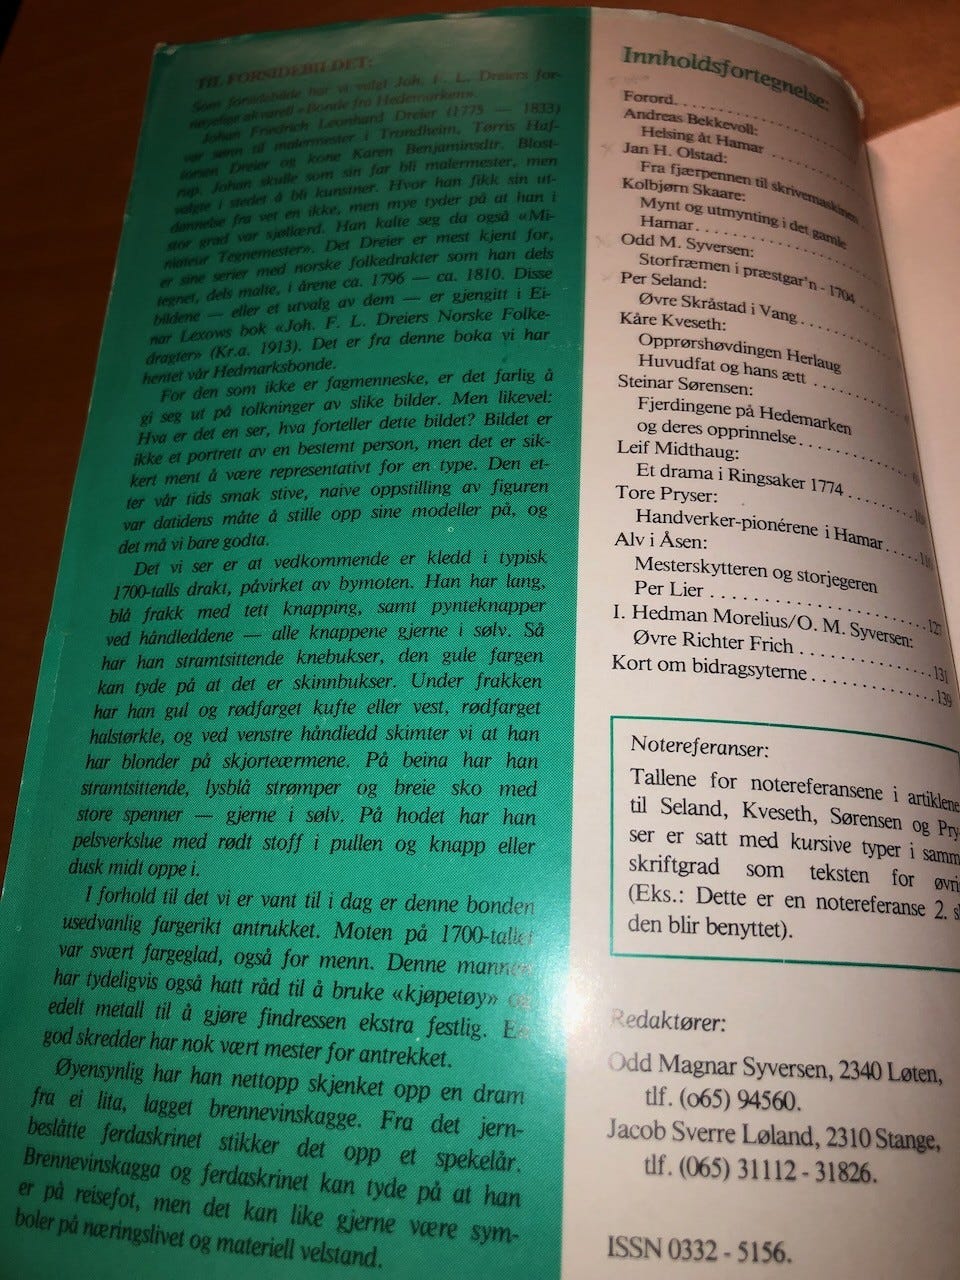 TIL FORSIDEBILDET:
Som forsidebilde har vi valgt Joh. F. L. Dreiers for-
nøyelige akvarell «Bonde fra Hedemarken».
Johan Friedrich Leonhard Dreier (1775 — 1833)
var sønn til malermester i Trondheim, Tørris Haf-
torsen Dreier og kone Karen Benjaminsdtr. Blost-
rup. Johan skulle som sin far bli malermester, men
valgte i stedet å bli kunstner. Hvor han fikk sin ut-
dannelse fra vet en ikke, men mye tyder på at han i
stor grad var sjøllærd. Han kalte seg da også «Mi-
niateur Tegnemester». Det Dreier er mest kjent for,
er sine serier med norske folkedrakter som han dels
tegnet, dels malte, i årene ca. 1796 — ca. 1810. Disse
bildene — eller et utvalg av dem — er gjengitt i Ei-
nar Lexows bok «Joh. F. L. Dreiers Norske Folke-
dragter» (Kr.a. 1913). Det er fra denne boka vi har
hentet vår Hedmarksbonde.
For den som ikke er fagmenneske, er det farlig å
gi seg ut på tolkninger av slike bilder. Men likevel:
Hva er det en ser, hva forteller dette bildet? Bildet er
ikke et portrett av en bestemt person, men det er sik-
kert ment å være representativt for en type. Den et-
ter vår tids smak stive, naive oppstilling av figuren
var datidens måte å stille opp sine modeller på, og
det må vi bare godta.
Det vi ser er at vedkommende er kledd i typisk
1700-talls drakt, påvirket av bymoten. Han har lang,
blå frakk med tett knapping, samt pynteknapper
ved håndleddene — alle knappene gjerne i sølv. Så
har han stramtsittende knebukser, den gule fargen
kan tyde på at det er skinnbukser. Under frakken
har han gul og rødfarget kufte eller vest, rødfarget
halstørkle, og ved venstre håndledd skimter vi at han
har blonder på skjorteærmene. På beina har han
stramtsittende, lysblå strømper og breie sko med
store spenner — gjerne i sølv. På hodet har han
pelsverkslue med rødt stoff i pullen og knapp eller
dusk midt oppe i.
I forhold til det vi er vant til i dag er denne bonden
usedvanlig fargerikt antrukket. Moten på 1700-tallet
var svært fargeglad, også for menn. Denne mannen
har tydeligvis også hatt råd til å bruke «kjøpetøy» og
edelt metall til å gjøre findressen ekstra festlig. En
god skredder har nok vært mester for antrekket.
Øyensynlig har han nettopp skjenket opp en dram
fra ei lita, lagget brennevinskagge. Fra det jern-
beslåtte ferdaskrinet stikker det opp et spekelår.
Brennevinskagga og ferdaskrinet kan tyde på at han
er på reisefot, men det kan like gjerne være sym-
boler på næringslivet og materiell velstand.
Innholdsfortegnelse:
Forord
Andreas Bekkevoll:
Helsing åt Hamar
Jan H. Olstad:
Fra fjærpennen til skrivemaskinen
Kolbjørn Skaare:
Mynt og utmynting i det gamle
Hamar
Odd M. Syversen:
Storfræmen i præstgar'n - 1704
Per Seland:
Øvre Skråstad i Vang
Kåre Kveseth:
Opprørshøvdingen Herlaug
Huvudfat og hans ætt
Steinar Sørensen:
Fjerdingene på Hedemarken
og deres opprinnelse
Leif Midthaug:
Et drama i Ringsaker 1774
Tore Pryser:
Handverker-pionérene i Hamar
Alv i Åsen:
Mesterskytteren og storjegeren
Per Lier 127
I. Hedman Morelius/O. M. Syversen:
Øvre Richter Frich 131
Kort om bidragsyterne 139
Notereferanser:
Tallene for notereferansene i artiklene
til Seland, Kveseth, Sørensen og Pry-
ser er satt med kursive typer i samm
skriftgrad som teksten for øvri
(Eks.: Dette er en notereferanse 2. s
den blir benyttet).
Redaktører:
Odd Magnar Syversen, 2340 Løten,
tlf. (065) 94560.
Jacob Sverre Løland, 2310 Stange,
tlf. (065) 31112 - 31826.
ISSN 0332 - 5156.